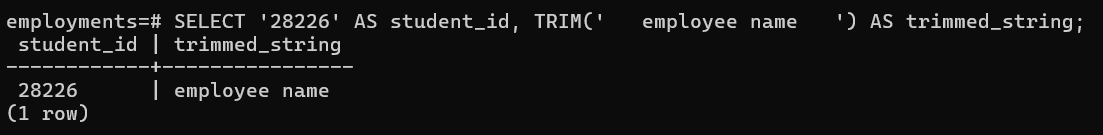 employments=# SELECT '28226' AS student_id, TRIM('   employee name   ') AS trimmed_string;
 student_id | trimmed_string
------------+----------------
 28226      | employee name
(1 row)